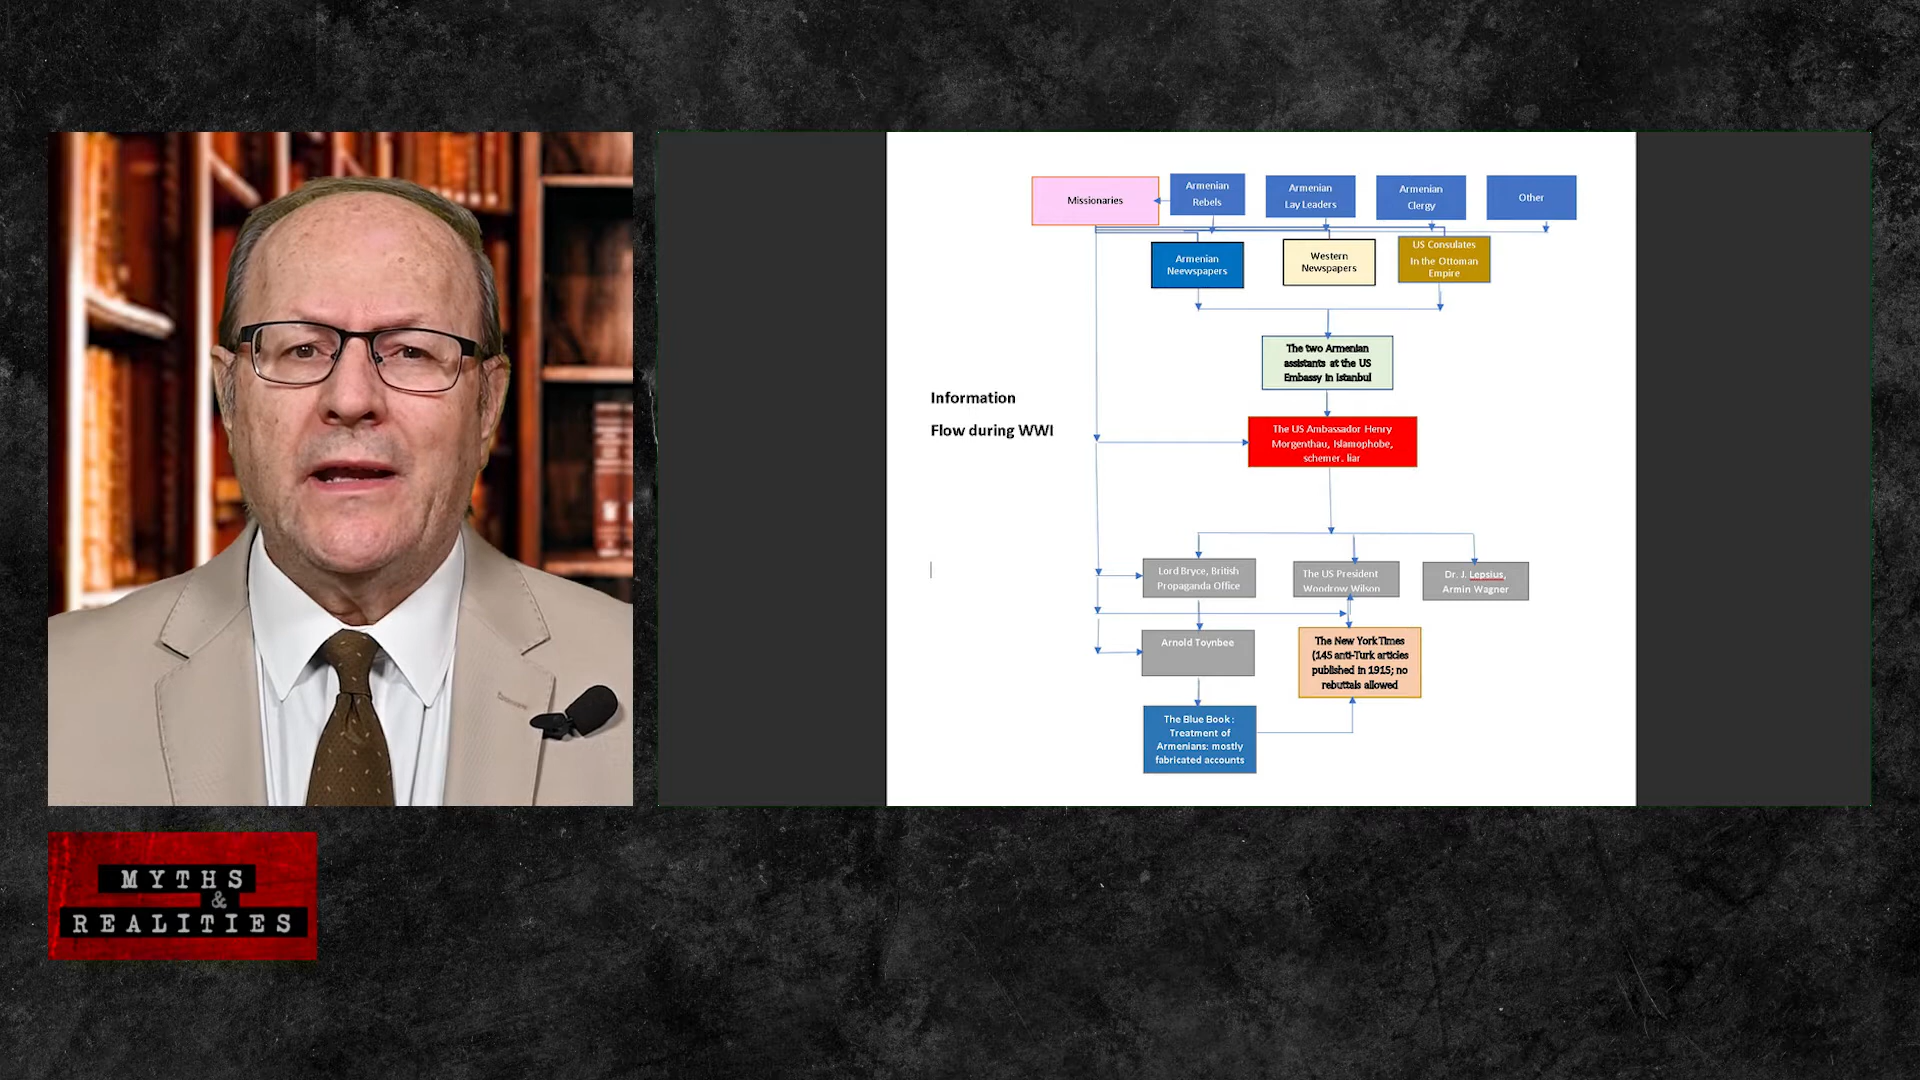 Missionaries
Armenian
Rebels
Armenian
Lay Leaders
Armenian
Clergy
Other
Armenian
Neewspapers
Western
Newspapers
US Consulates
In the Ottoman
Empire
The two Armenian
assistants at the US
Embassy in Istanbul
Information
Flow during WWI
The US Ambassador Henry
Morgenthau, Islamophobe,
schemer. liar
Lord Bryce, British
Propaganda Office
The US President
Woodrow Wilson
Dr. J. Lepsius,
Armin Wagner
Arnold Toynbee
The New York Times
(145 anti-Turk articles
published in 1915; no
rebuttals allowed
The Blue Book :
Treatment of
Armenians: mostly
fabricated accounts
MYTHS
&
REALITIES